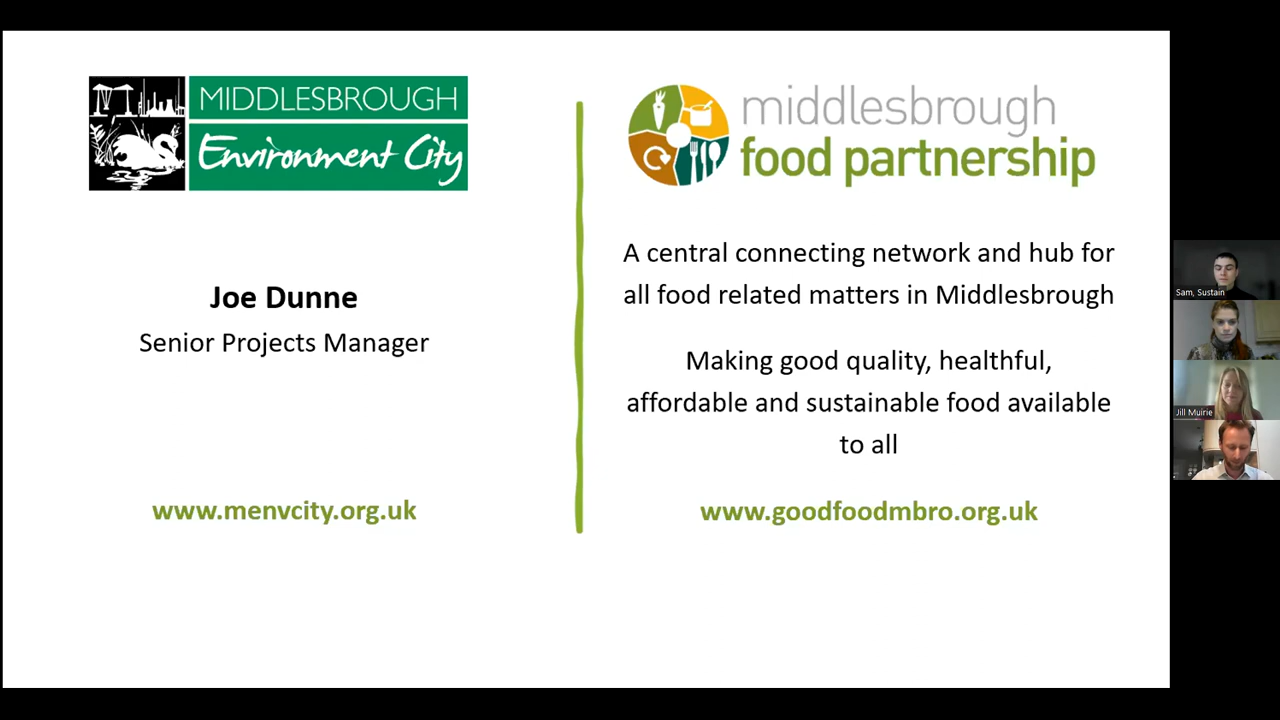 MIDDLESBROUGH
Environment City
Joe Dunne
Senior Projects Manager
www.menvcity.org.uk
middlesbrough
food partnership
A central connecting network and hub for
all food related matters in Middlesbrough
Making good quality, healthful,
affordable and sustainable food available
to all
www.goodfoodmbro.org.uk
Sam, Sustain
Jill Muirie